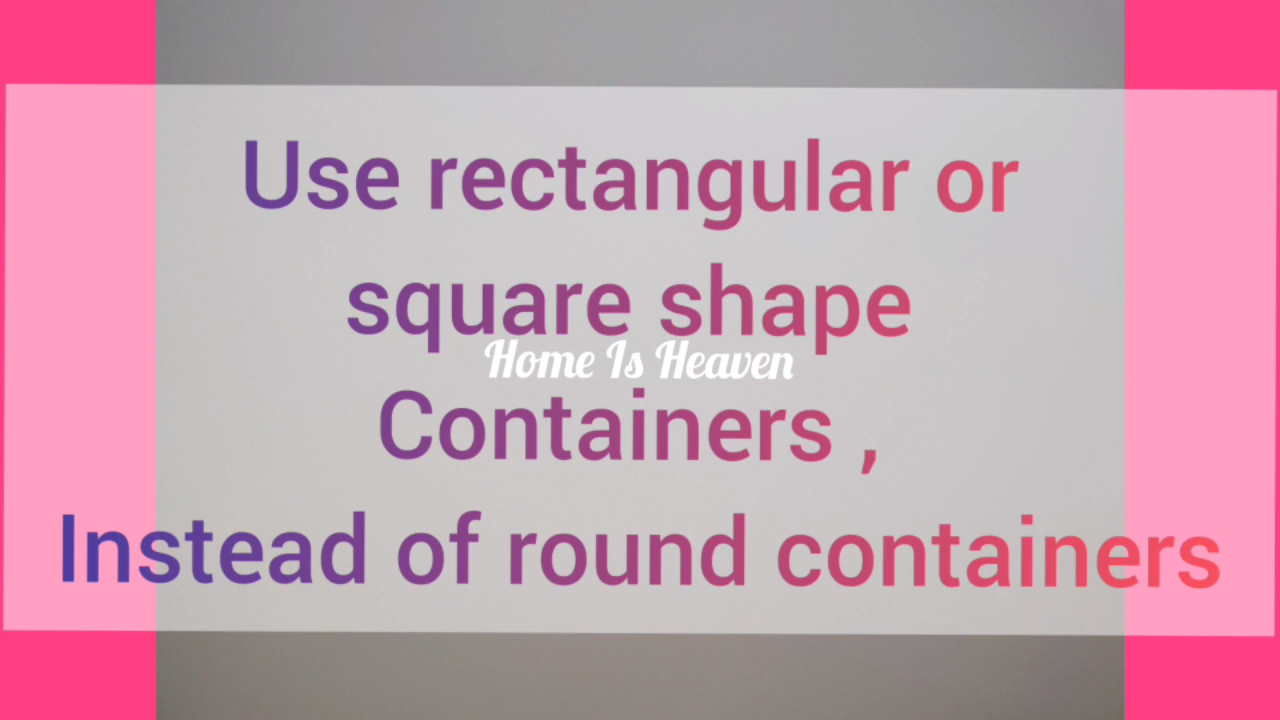 Use rectangular or
square shape
Home Is Heaven
Containers ,
Instead of round containers